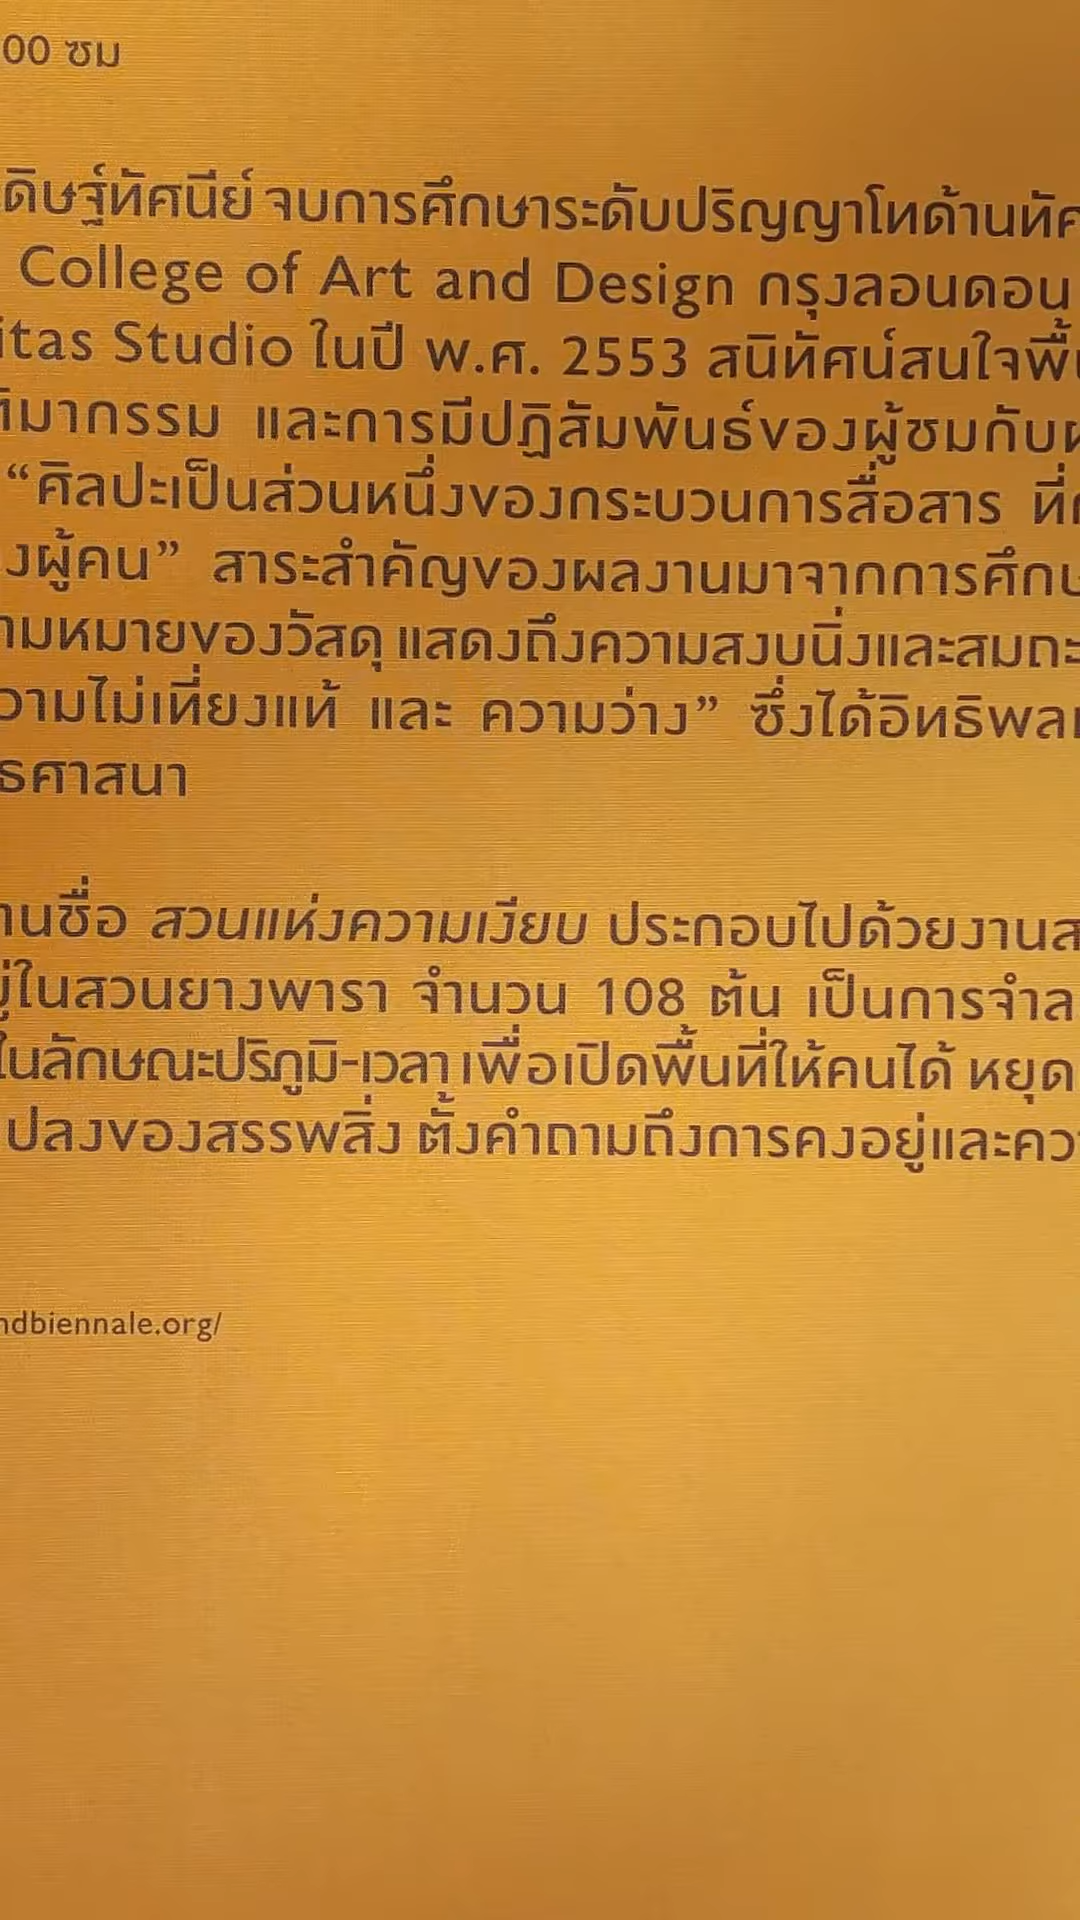 00 ซม
ดิษฐ์ทัศนีย์ จบการศึกษาระดับปริญญาโทด้านทัศ
College of Art and Design กรุงลอนดอน
itas Studio ในปี พ.ศ. 2553 สนิทัศน์สนใจพื้น
ติมากรรม และการมีปฏิสัมพันธ์ของผู้ชมกับผ
“ศิลปะเป็นส่วนหนึ่งของกระบวนการสื่อสาร ที่
งผู้คน” สาระสำคัญของผลงานมาจากการศึกษ
ามหมายของวัสดุ แสดงถึงความสงบนิ่งและสมถะ
วามไม่เที่ยงแท้ และ ความว่าง” ซึ่งได้อิทธิพล
ธศาสนา
านชื่อ สวนแห่งความเงียบ ประกอบไปด้วยงานส
ยู่ในสวนยางพารา จำนวน 108 ต้น เป็นการจำล
ในลักษณะปริภูมิ-เวลา เพื่อเปิดพื้นที่ให้คนได้ หยุด
ปลงของสรรพสิ่ง ตั้งคำถามถึงการคงอยู่และคว
ndbiennale.org/